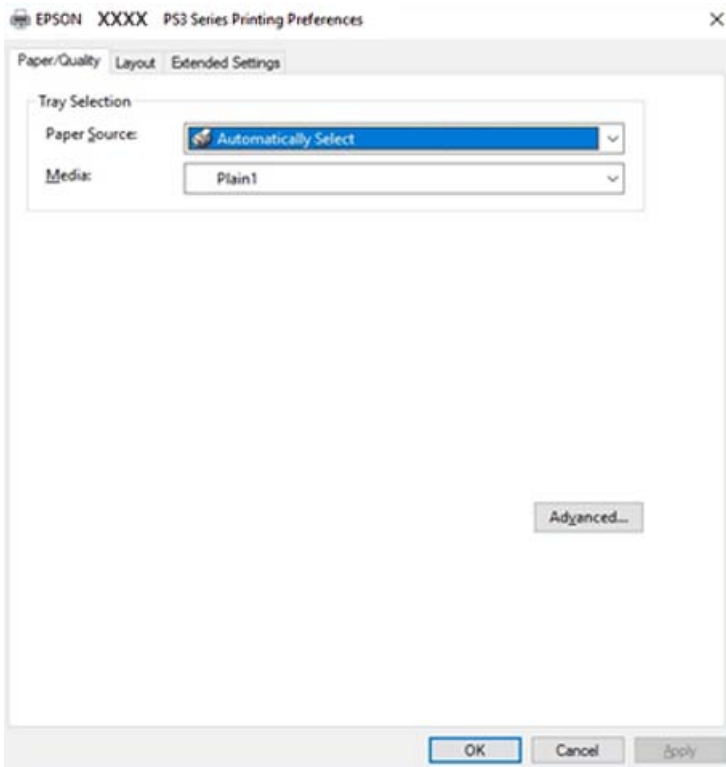 EPSON XXXX PS3 Series Printing Preferences
Paper/Quality Layout Extended Settings
Tray Selection
Paper Source: Automatically Select
Media: Plain1
Advanced...
OK Cancel Apply